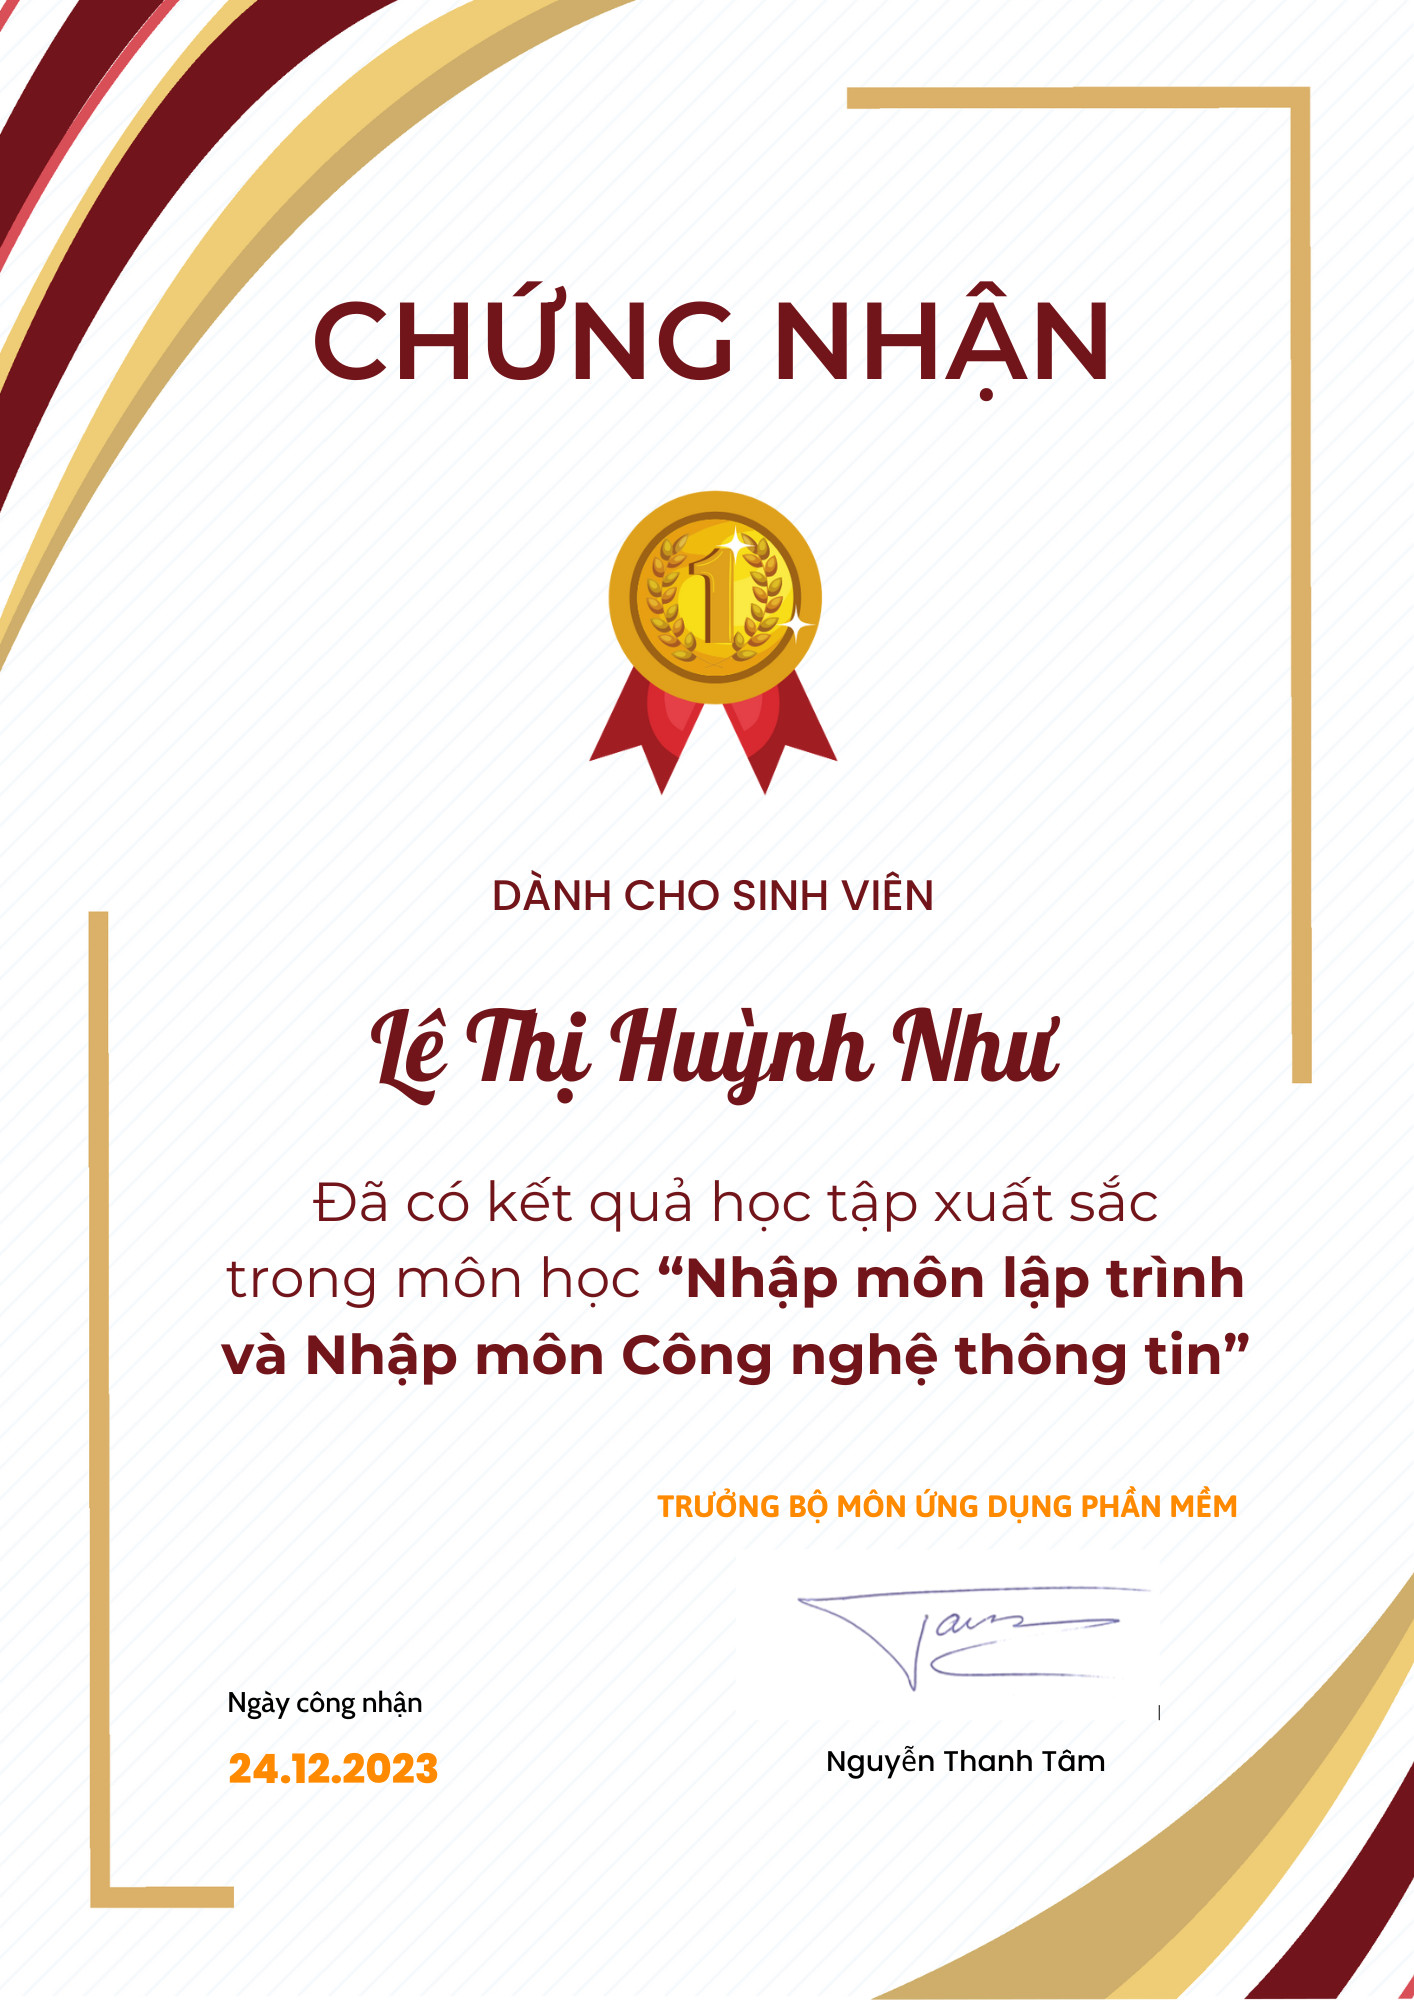 CHỨNG NHẬN
1
DÀNH CHO SINH VIÊN
Lê Thị Huỳnh Như
Đã có kết quả học tập xuất sắc
trong môn học “Nhập môn lập trình
và Nhập môn Công nghệ thông tin”
TRƯỞNG BỘ MÔN ỨNG DỤNG PHẦN MỀM
Ngày công nhận
24.12.2023
Nguyễn Thanh Tâm